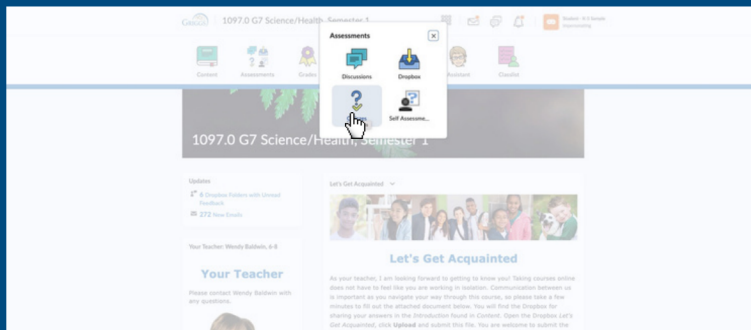 1097.0 G7 Science/Health, Semester 1
Assessments
Discussions
Dropbox
Self Assessme...
Content
Assessments
Grades
Assistant
Classlist
1097.0 G7 Science/Health, Semester 1
Updates
0 Dropbox Folders with Unread
Feedback
272 New Emails
Your Teacher: Wendy Baldwin, 6-8
Your Teacher
Please contact Wendy Baldwin with
any questions.
Let's Get Acquainted
Let's Get Acquainted
As your teacher, I am looking forward to getting to know you! Taking courses online
does not have to feel like you are working in isolation. Communication between us
is important as you navigate your way through this course, so please take a few
minutes to fill out the attached document below. You will find the Dropbox for
sharing your answers in the Introduction found in Content. Open the Dropbox Let's
Get Acquainted, click Upload and submit this file. You are welcome to submit the